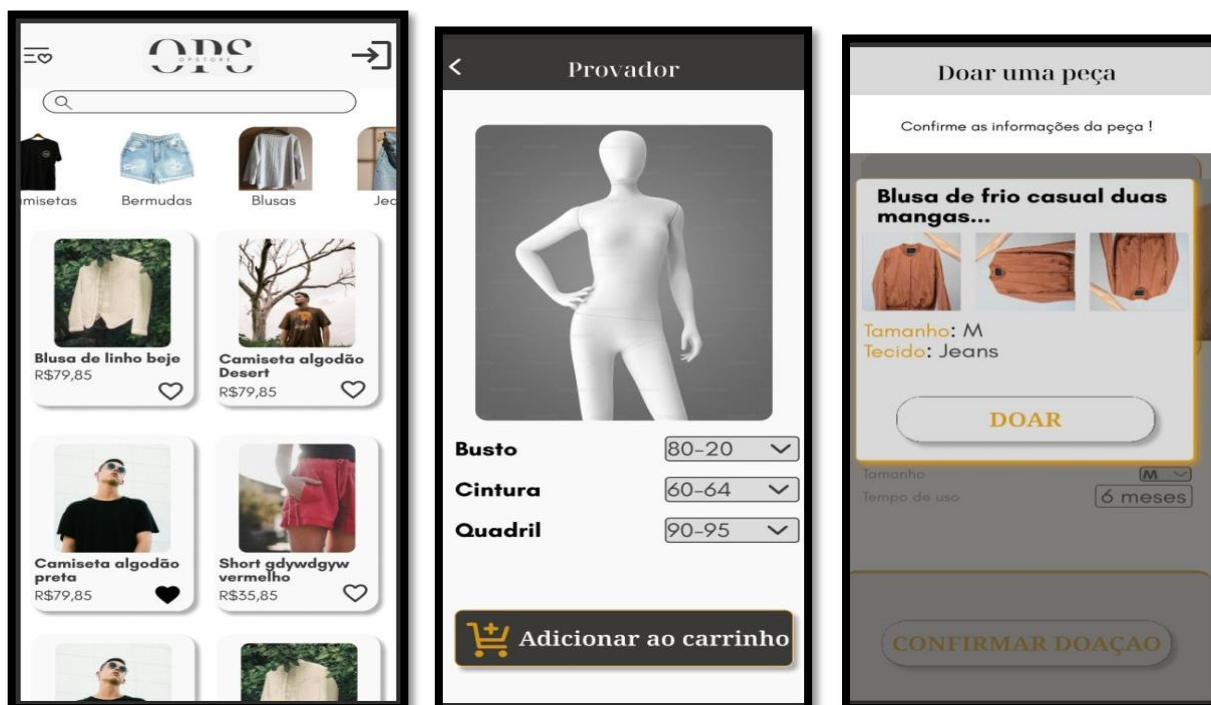 OPS
OPSTORE
misetas
Bermudas
Blusas
Jea
Blusa de linho beje
R$79,85
Camiseta algodão
Desert
R$79,85
Camiseta algodão
preta
R$79,85
Short gdywdgyw
vermelho
R$35,85
Provador
Busto
80-20
Cintura
60-64
Quadril
90-95
Adicionar ao carrinho
Doar uma peça
Confirme as informações da peça !
Blusa de frio casual duas
mangas...
Tamanho: M
Tecido: Jeans
DOAR
Tamanho
M
Tempo de uso
6 meses
CONFIRMAR DOAÇAO